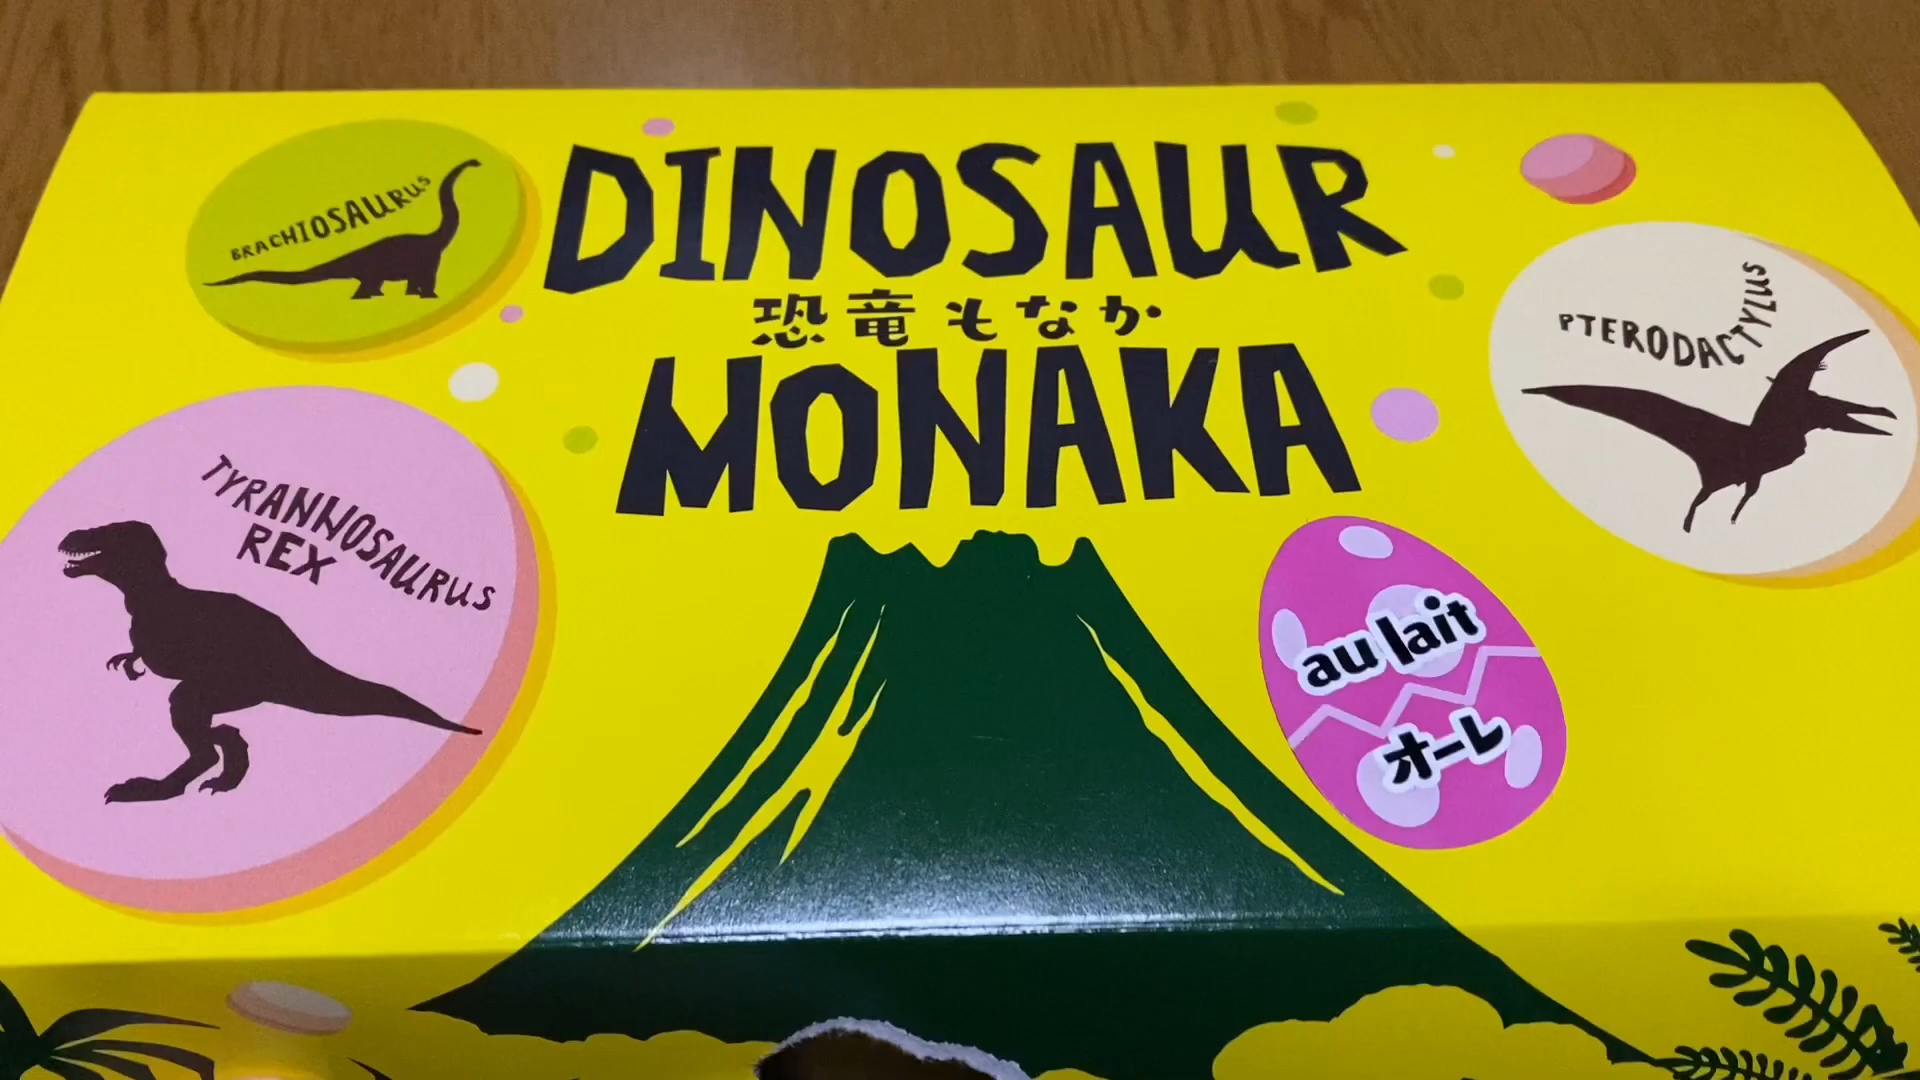 DINOSAUR
恐竜もなか
MONAKA
BRACHIOSAURUS
TYRANNOSAURUS
REX
PTERODACTYLUS
au lait
オーレ